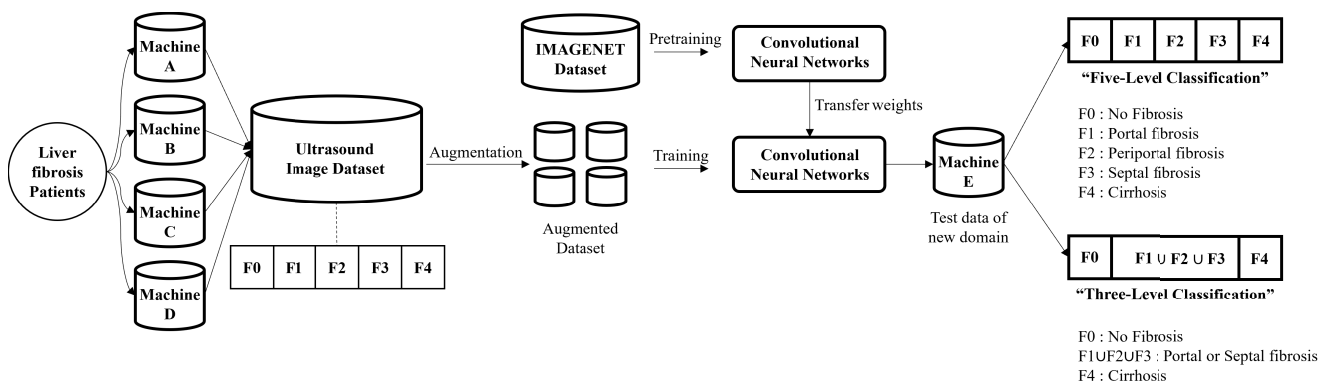 Liver
fibrosis
Patients
Machine
A
Machine
B
Machine
C
Machine
D
Ultrasound
Image Dataset
F0 F1 F2 F3 F4
Augmentation
IMAGENET
Dataset
Augmented
Dataset
Pretraining
Training
Convolutional
Neural Networks
Transfer weights
Convolutional
Neural Networks
Machine
E
Test data of
new domain
F0 F1 F2 F3 F4
“Five-Level Classification”
F0 : No Fibrosis
F1 : Portal fibrosis
F2 : Periportal fibrosis
F3 : Septal fibrosis
F4 : Cirrhosis
F0 F1 ∪ F2 ∪ F3 F4
“Three-Level Classification”
F0 : No Fibrosis
F1∪F2∪F3 : Portal or Septal fibrosis
F4 : Cirrhosis